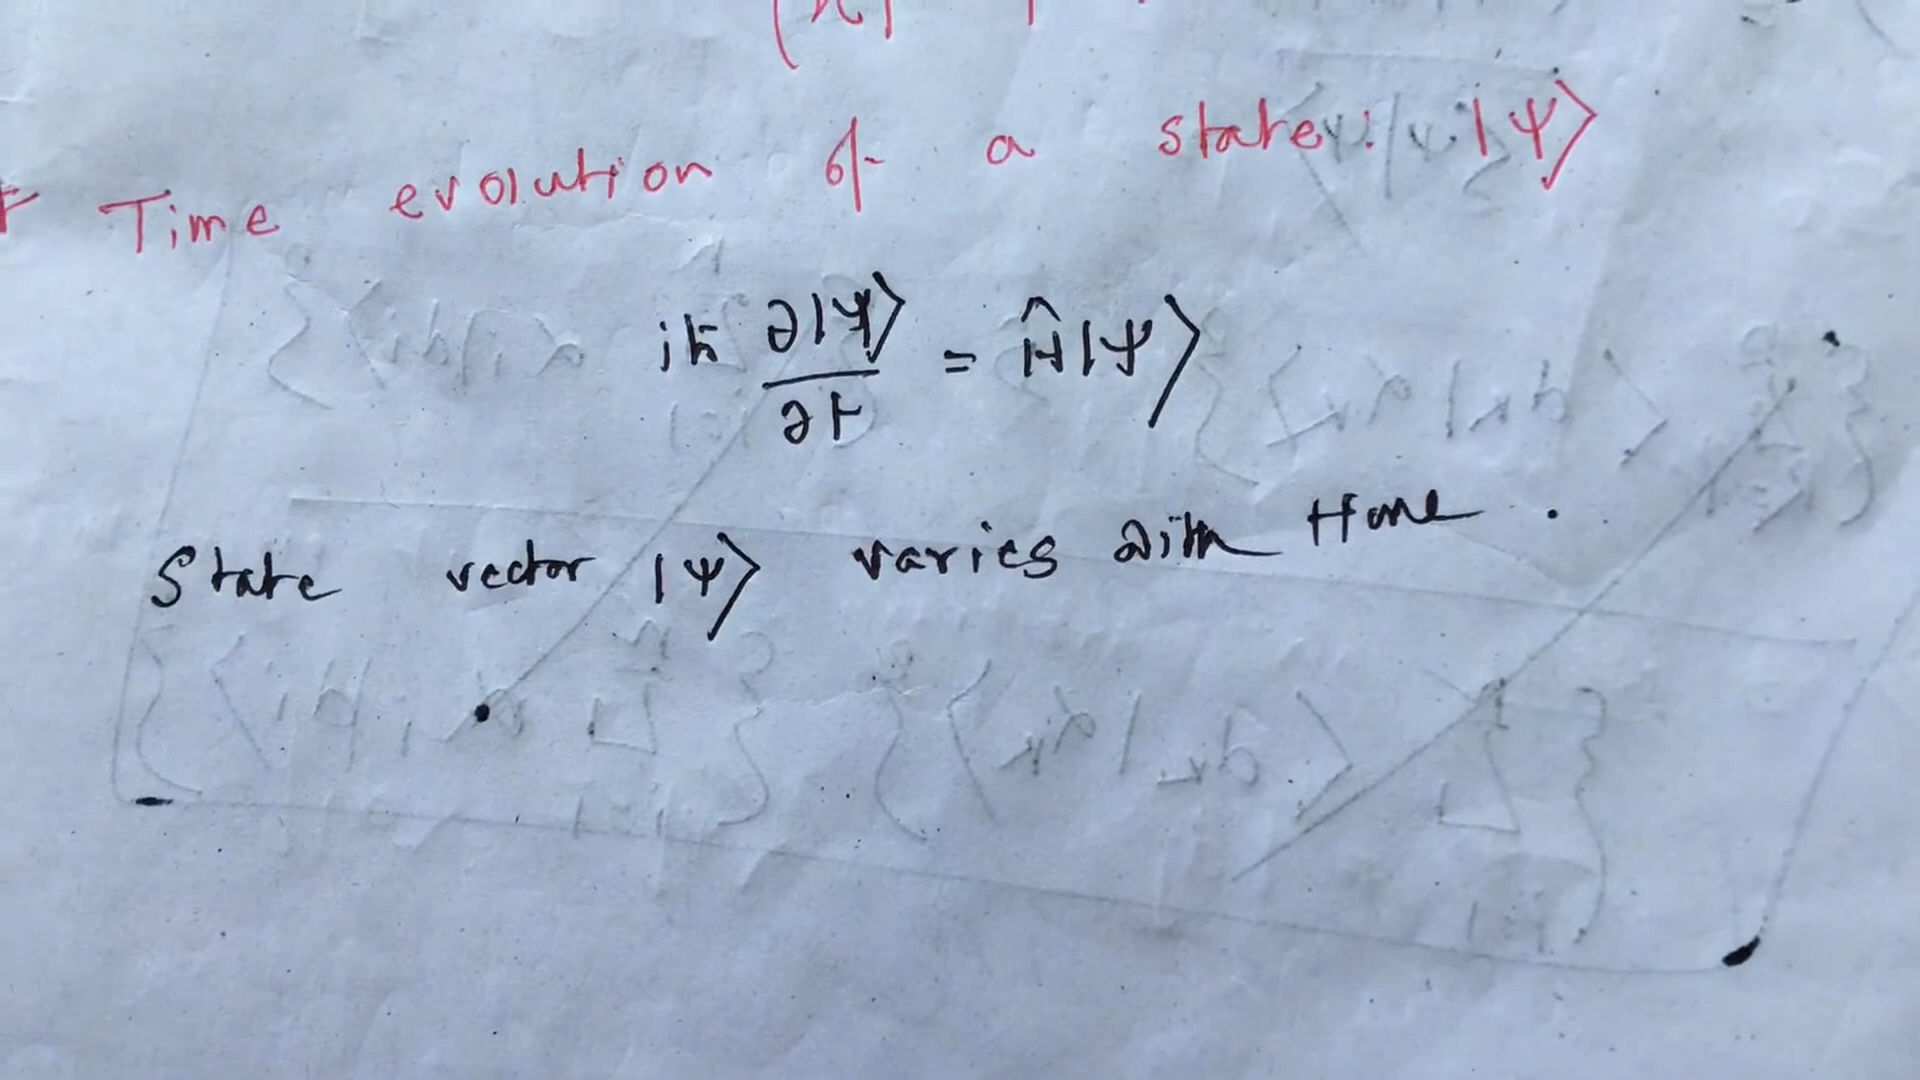 Time evolution of a state: |ψ⟩
iħ ∂|ψ⟩/∂t = Ĥ|ψ⟩
State vector |ψ⟩ varies with time.